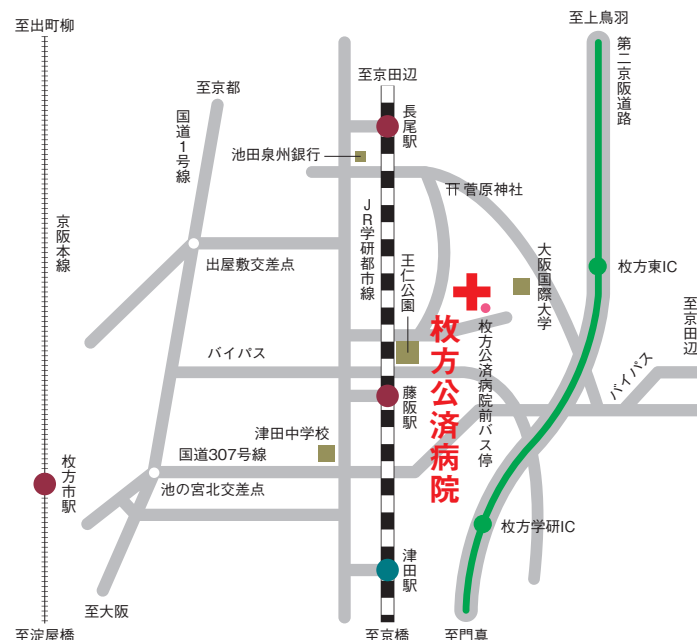 至出町柳
至上鳥羽
至京田辺
第二京阪道路
至京都
国道1号線
長尾駅
池田泉州銀行
菅原神社
京阪本線
JR学研都市線
王仁公園
大阪国際大学
枚方東IC
出屋敷交差点
至京田辺
枚方公済病院
枚方公済病院前バス停
バイパス
バイパス
藤阪駅
津田中学校
国道307号線
枚方市駅
池の宮北交差点
枚方学研IC
津田駅
至大阪
至淀屋橋
至京橋
至門真